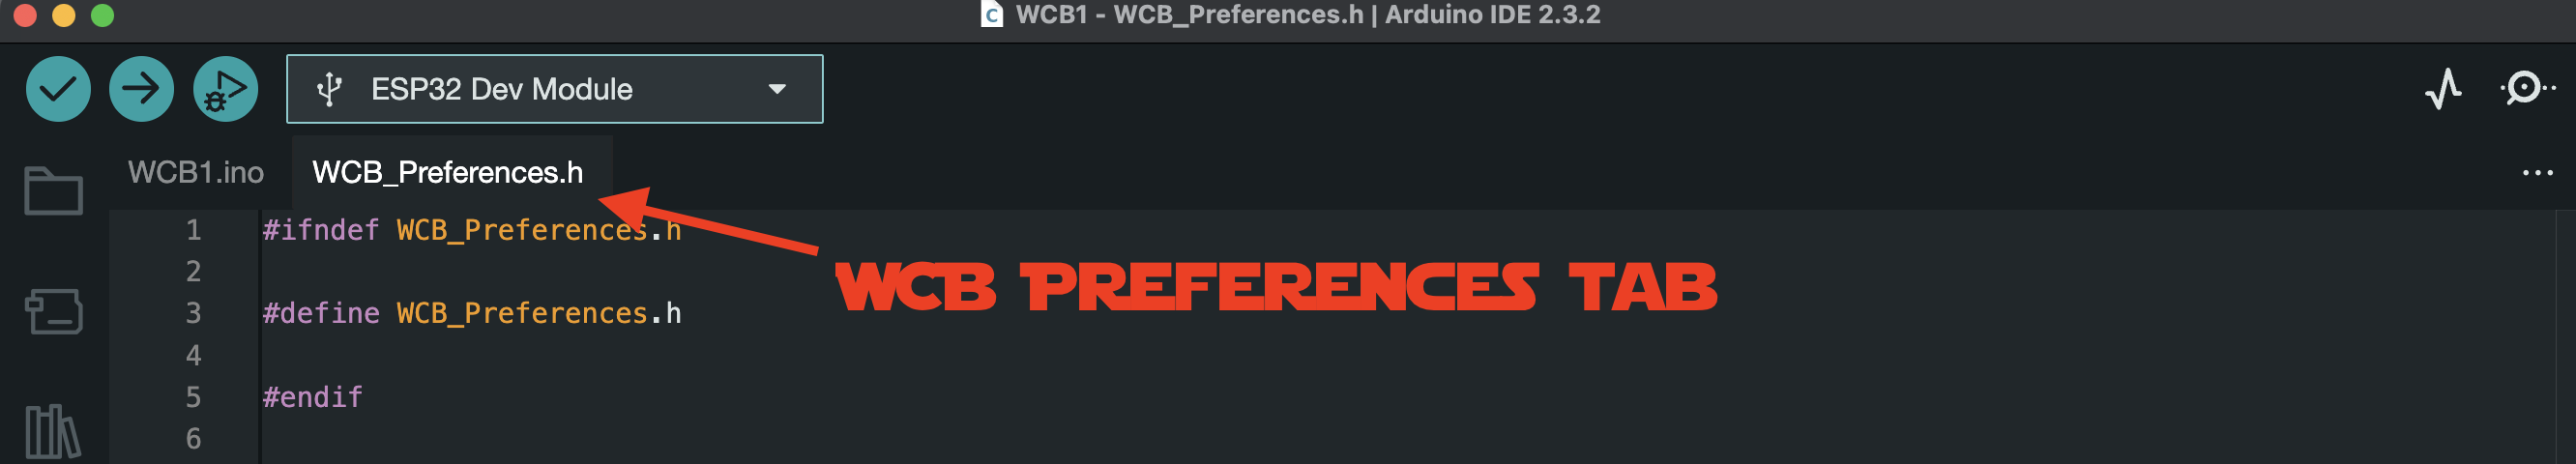 WCB1 - WCB_Preferences.h | Arduino IDE 2.3.2
ESP32 Dev Module
WCB1.ino
WCB_Preferences.h
1 #ifndef WCB_Preferences.h
2
3 #define WCB_Preferences.h
4
5 #endif
6
WCB PREFERENCES TAB